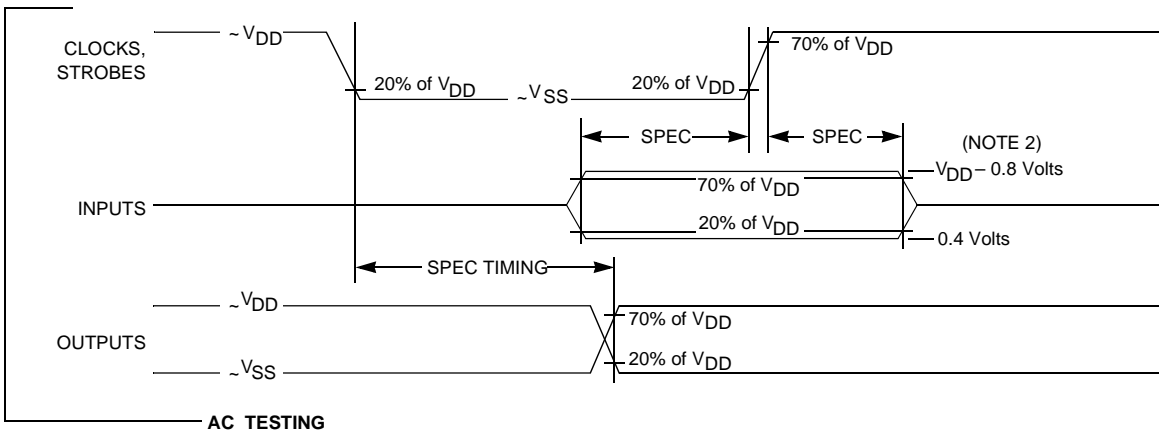 ~ VDD
CLOCKS,
STROBES
70% of VDD
20% of VDD
~ VSS
20% of VDD
SPEC
SPEC
(NOTE 2)
VDD – 0.8 Volts
70% of VDD
INPUTS
20% of VDD
0.4 Volts
SPEC TIMING
~ VDD
70% of VDD
OUTPUTS
20% of VDD
~ VSS
AC TESTING